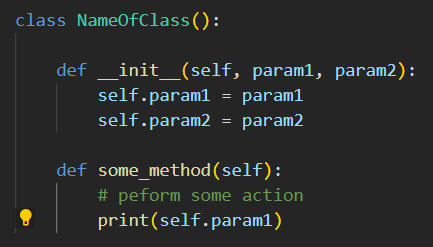 class NameOfClass():
def __init__(self, param1, param2):
self.param1 = param1
self.param2 = param2
def some_method(self):
# peform some action
print(self.param1)